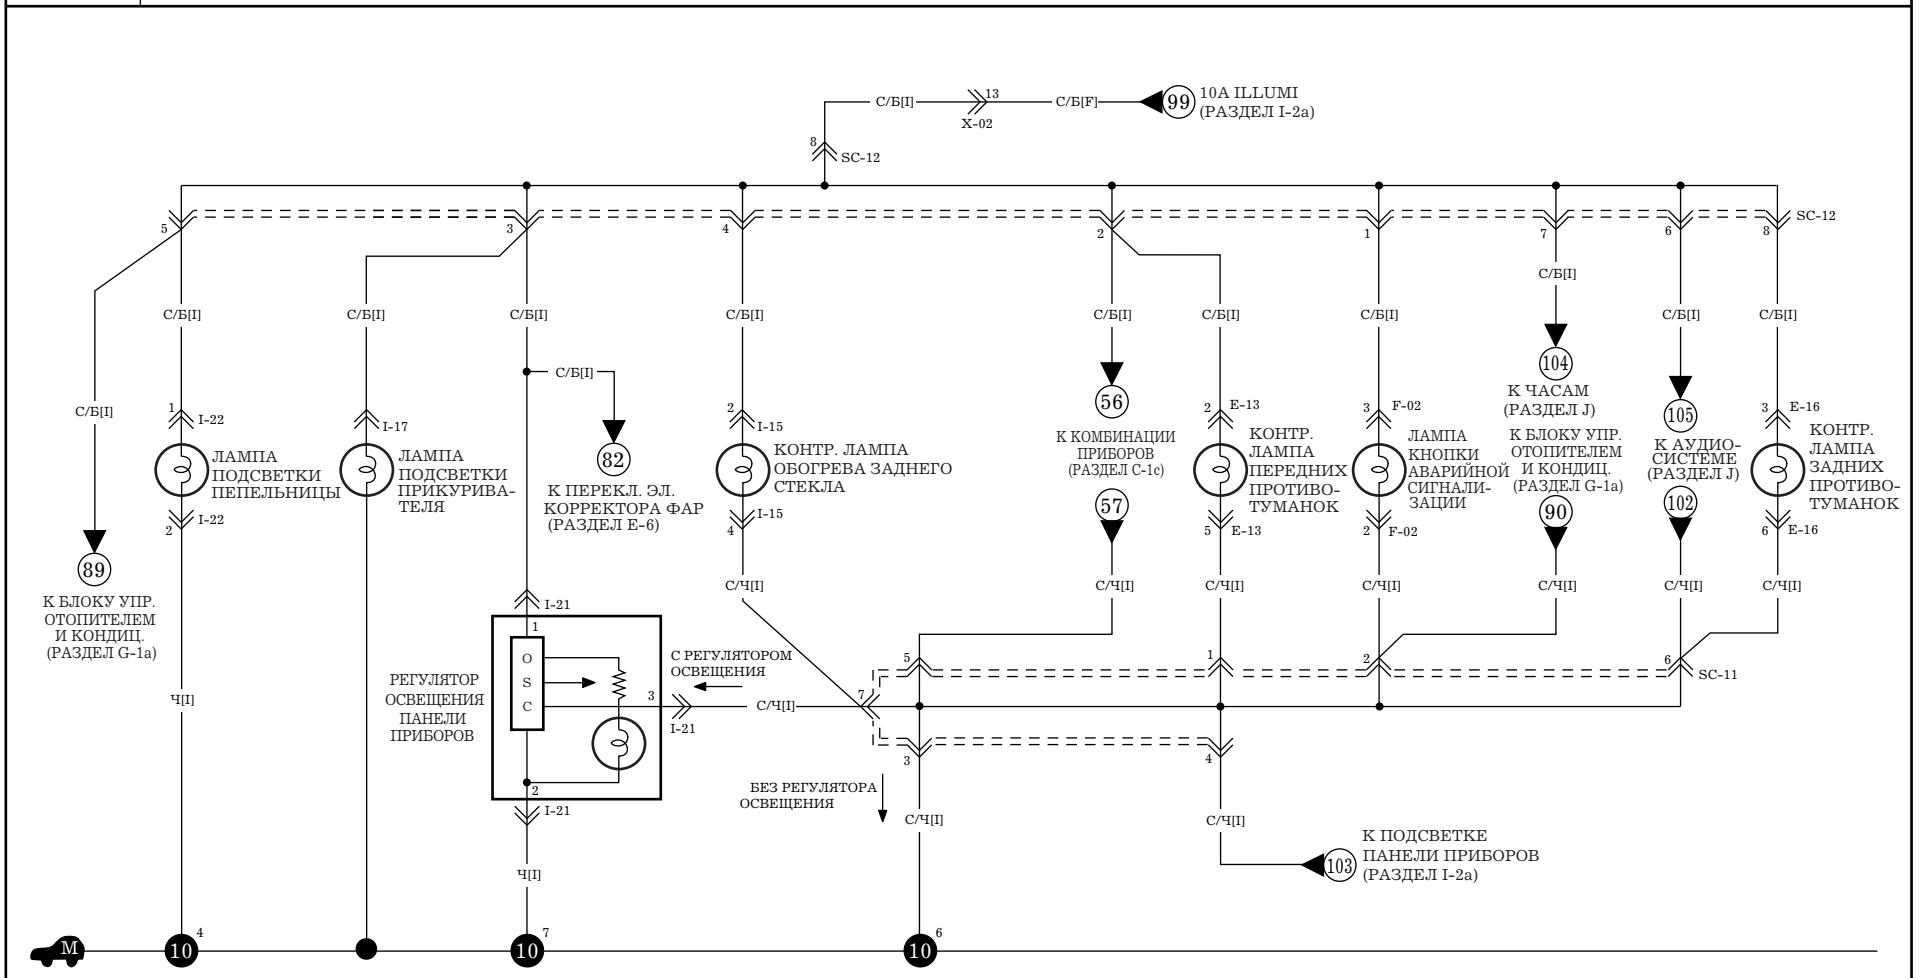 С/Б[I]
13
X-02
С/Б[F]
99
10A ILLUMI
(РАЗДЕЛ I-2a)
8
SC-12
5
3
4
2
1
7
6
8
SC-12
С/Б[I]
С/Б[I]
С/Б[I]
С/Б[I]
С/Б[I]
С/Б[I]
С/Б[I]
С/Б[I]
С/Б[I]
С/Б[I]
С/Б[I]
С/Б[I]
1
I-22
ЛАМПА
ПОДСВЕТКИ
ПЕПЕЛЬНИЦЫ
I-22
2
I-17
ЛАМПА
ПОДСВЕТКИ
ПРИКУРИВА-
ТЕЛЯ
82
К ПЕРЕКЛ. ЭЛ.
КОРРЕКТОРА ФАР
(РАЗДЕЛ E-6)
2
I-15
КОНТР. ЛАМПА
ОБОГРЕВА ЗАДНЕГО
СТЕКЛА
I-15
4
56
К КОМБИНАЦИИ
ПРИБОРОВ
(РАЗДЕЛ C-1c)
57
2
E-13
КОНТР.
ЛАМПА
ПЕРЕДНИХ
ПРОТИВО-
ТУМАНОК
5
E-13
3
F-02
ЛАМПА
КНОПКИ
АВАРИЙНОЙ
СИГНАЛИ-
ЗАЦИИ
2
F-02
104
К ЧАСАМ
(РАЗДЕЛ J)
К БЛОКУ УПР.
ОТОПИТЕЛЕМ
И КОНДИЦ.
(РАЗДЕЛ G-1a)
90
105
К АУДИО-
СИСТЕМЕ
(РАЗДЕЛ J)
102
3
E-16
КОНТР.
ЛАМПА
ЗАДНИХ
ПРОТИВО-
ТУМАНОК
6
E-16
89
К БЛОКУ УПР.
ОТОПИТЕЛЕМ
И КОНДИЦ.
(РАЗДЕЛ G-1a)
С/Ч[I]
С/Ч[I]
С/Ч[I]
С/Ч[I]
С/Ч[I]
С/Ч[I]
С/Ч[I]
I-21
1
O
S
C
3
I-21
2
I-21
РЕГУЛЯТОР
ОСВЕЩЕНИЯ
ПАНЕЛИ
ПРИБОРОВ
С РЕГУЛЯТОРОМ
ОСВЕЩЕНИЯ
С/Ч[I]
7
5
1
2
6
SC-11
3
4
Ч[I]
БЕЗ РЕГУЛЯТОРА
ОСВЕЩЕНИЯ
С/Ч[I]
С/Ч[I]
103
К ПОДСВЕТКЕ
ПАНЕЛИ ПРИБОРОВ
(РАЗДЕЛ I-2a)
Ч[I]
М
10
4
10
7
10
6